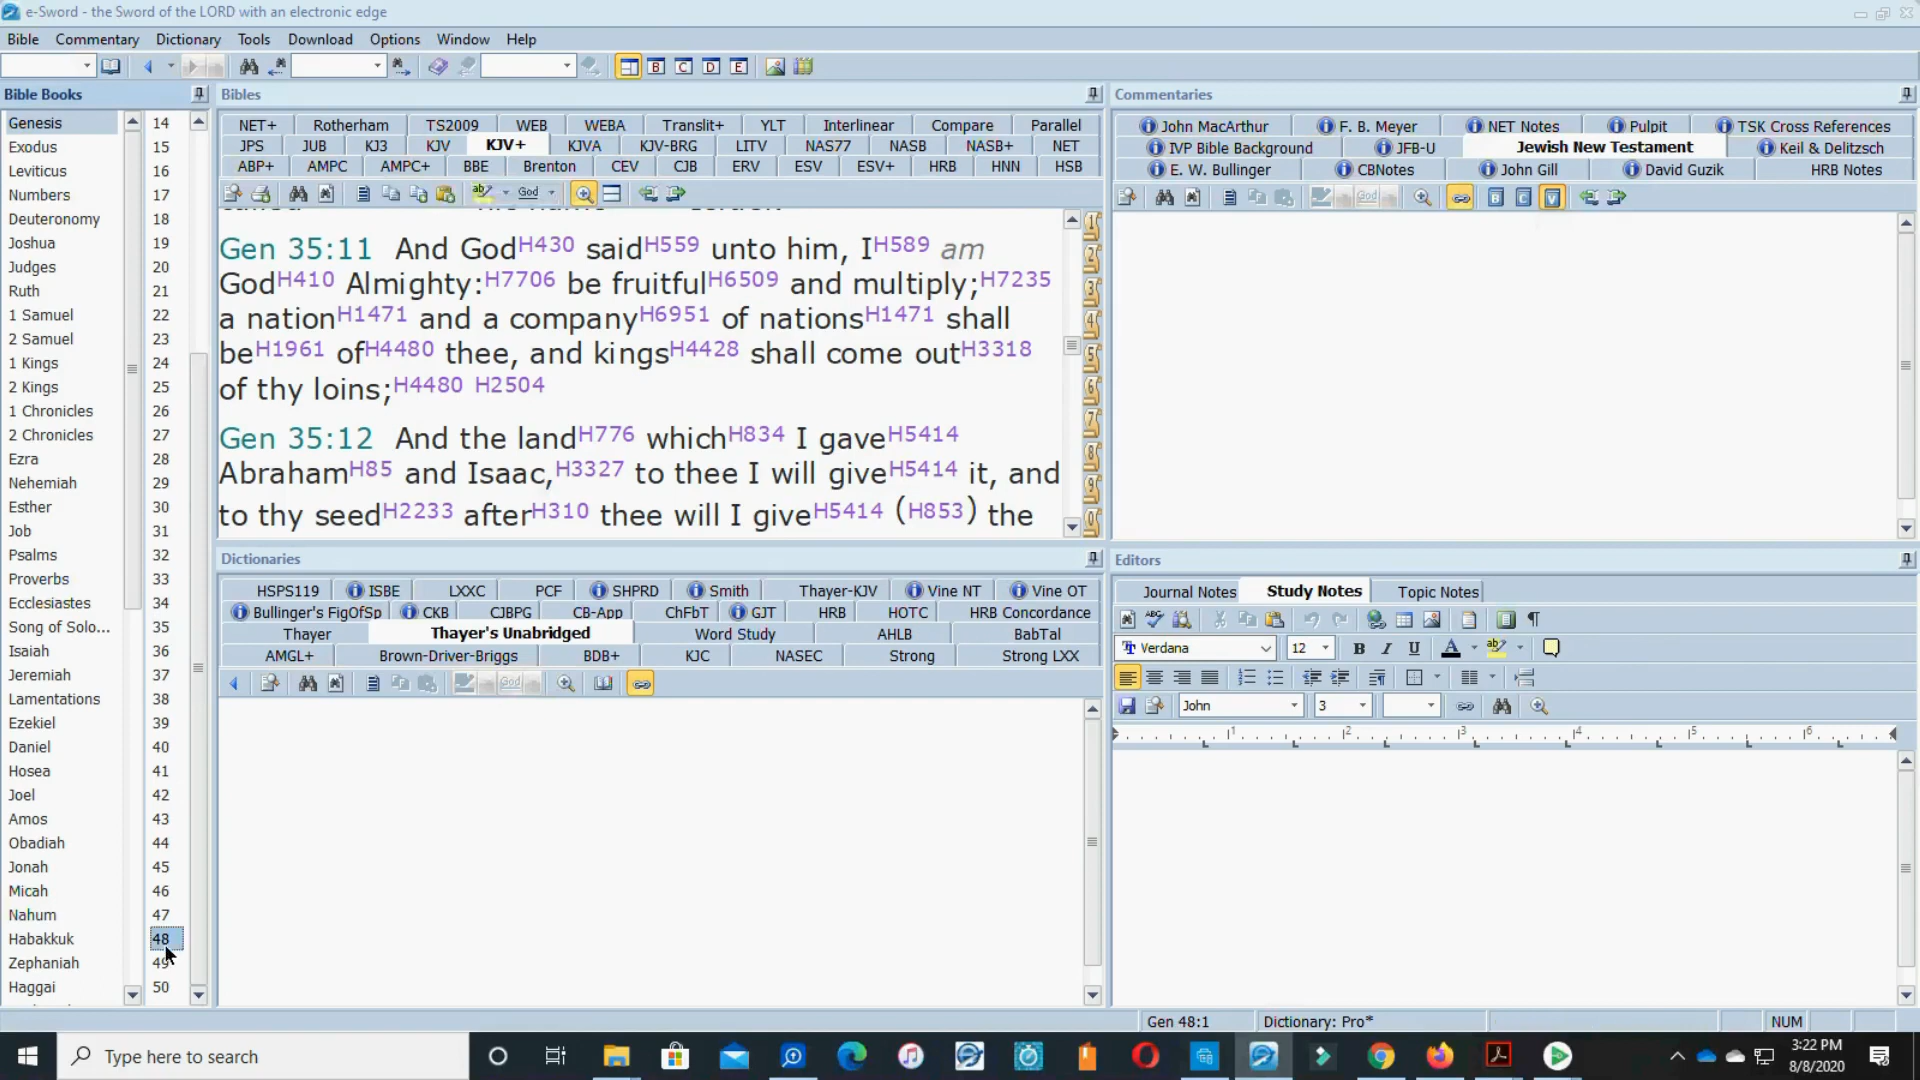 e-Sword - the Sword of the LORD with an electronic edge
Bible Commentary Dictionary Tools Download Options Window Help
B C D E
Bible Books
Genesis
Exodus
Leviticus
Numbers
Deuteronomy
Joshua
Judges
Ruth
1 Samuel
2 Samuel
1 Kings
2 Kings
1 Chronicles
2 Chronicles
Ezra
Nehemiah
Esther
Job
Psalms
Proverbs
Ecclesiastes
Song of Solo...
Isaiah
Jeremiah
Lamentations
Ezekiel
Daniel
Hosea
Joel
Amos
Obadiah
Jonah
Micah
Nahum
Habakkuk
Zephaniah
Haggai
14
15
16
17
18
19
20
21
22
23
24
25
26
27
28
29
30
31
32
33
34
35
36
37
38
39
40
41
42
43
44
45
46
47
48
49
50
Bibles
NET+ Rotherham TS2009 WEB WEBA Translit+ YLT Interlinear Compare Parallel
JPS JUB KJ3 KJV KJV+ KJVA KJV-BRG LITV NAS77 NASB NASB+ NET
ABP+ AMPC AMPC+ BBE Brenton CEV CJB ERV ESV ESV+ HRB HNN HSB
God
Gen 35:11 And GodH430 saidH559 unto him, IH589 am
GodH410 Almighty:H7706 be fruitfulH6509 and multiply;H7235
a nationH1471 and a companyH6951 of nationsH1471 shall
beH1961 ofH4480 thee, and kingsH4428 shall come outH3318
of thy loins;H4480 H2504
Gen 35:12 And the landH776 whichH834 I gaveH5414
AbrahamH85 and Isaac,H3327 to thee I will giveH5414 it, and
to thy seedH2233 afterH310 thee will I giveH5414 (H853) the
Commentaries
John MacArthur F. B. Meyer NET Notes Pulpit TSK Cross References
IVP Bible Background JFB-U Jewish New Testament Keil & Delitzsch
E. W. Bullinger CBNotes John Gill David Guzik HRB Notes
God B C V
Dictionaries
HSPS119 ISBE LXXC PCF SHPRD Smith Thayer-KJV Vine NT Vine OT
Bullinger's FigOfSp CKB CJBPG CB-App ChFbT GJT HRB HOTC HRB Concordance
Thayer Thayer's Unabridged Word Study AHLB BabTal
AMGL+ Brown-Driver-Briggs BDB+ KJC NASEC Strong Strong LXX
God
Editors
Journal Notes Study Notes Topic Notes
Verdana 12 B I U A
John 3
1 2 3 4 5 6
Gen 48:1 Dictionary: Pro* NUM
Type here to search
3:22 PM
8/8/2020